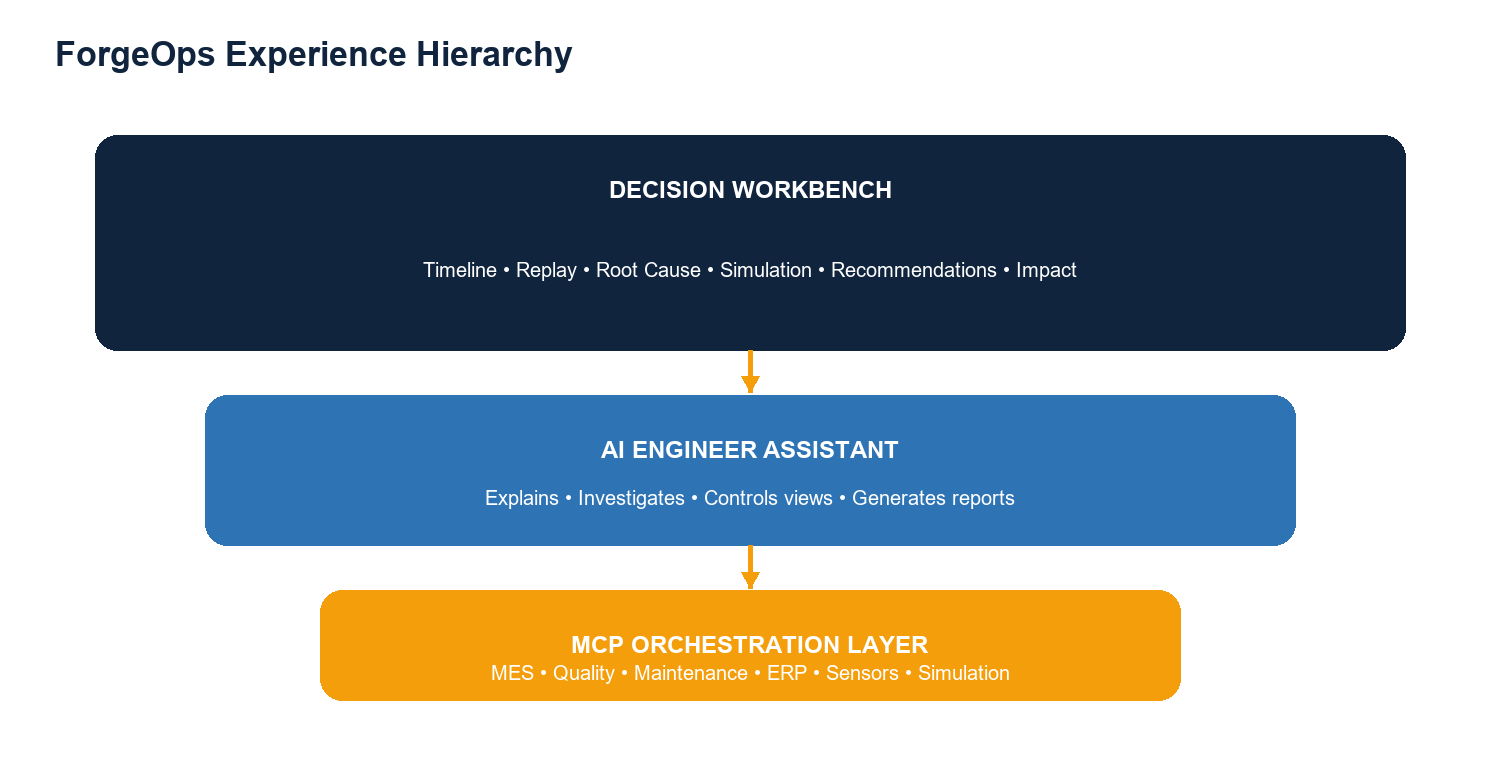 ForgeOps Experience Hierarchy
DECISION WORKBENCH
Timeline • Replay • Root Cause • Simulation • Recommendations • Impact
AI ENGINEER ASSISTANT
Explains • Investigates • Controls views • Generates reports
MCP ORCHESTRATION LAYER
MES • Quality • Maintenance • ERP • Sensors • Simulation